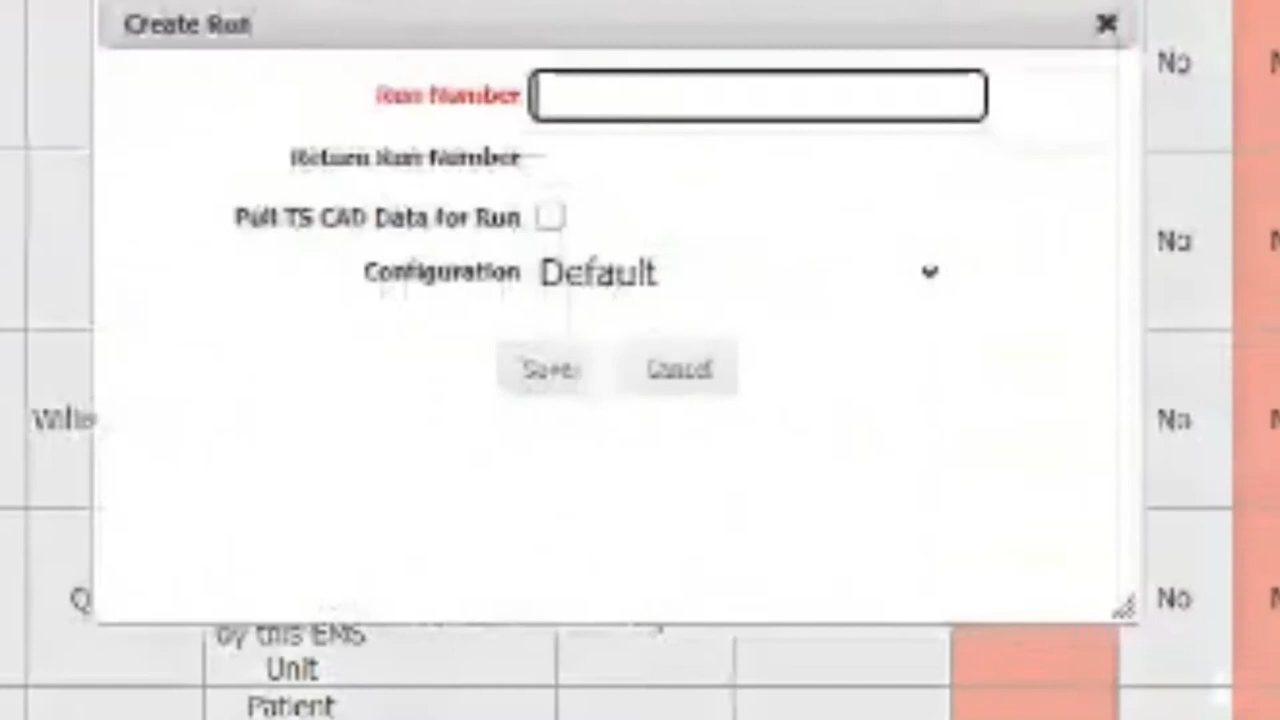 Create Run
Run Number
Return Run Number
Pull TS CAD Data for Run
Configuration Default
Save Cancel
No
No
No
No
Q
by this EMS
Unit
Patient